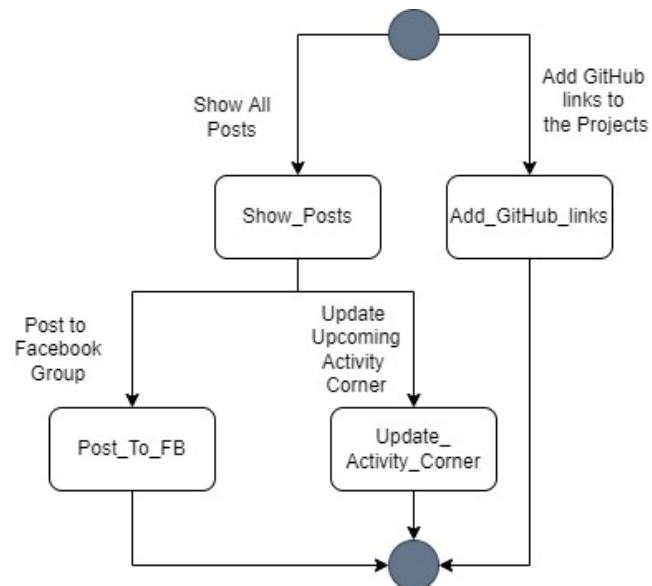 Show All
Posts
Add GitHub
links to
the Projects
Show_Posts
Add_GitHub_links
Post to
Facebook
Group
Update
Upcoming
Activity
Corner
Post_To_FB
Update_
Activity_Corner